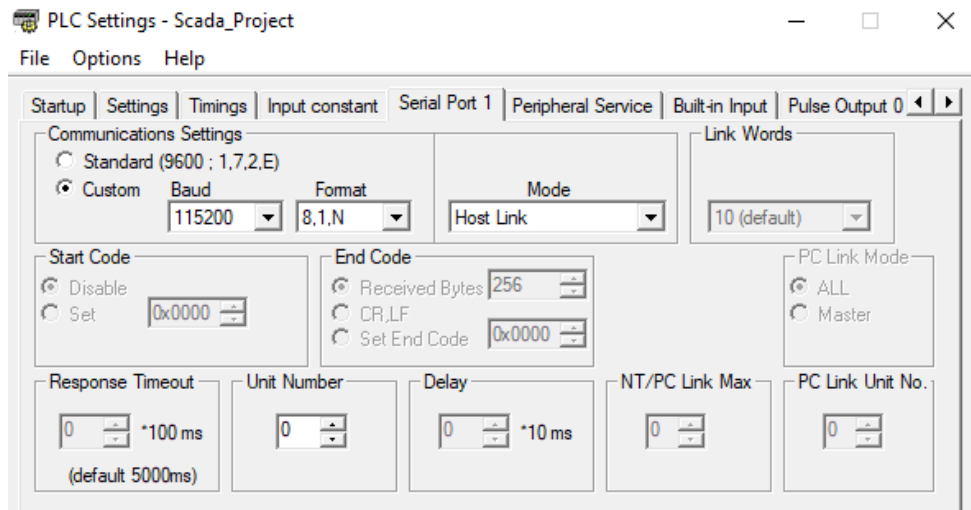 PLC Settings - Scada_Project
File Options Help
Startup Settings Timings Input constant Serial Port 1 Peripheral Service Built-in Input Pulse Output 0
Communications Settings
Standard (9600 ; 1,7,2,E)
Custom Baud Format Mode
115200 8,1,N Host Link
Link Words
10 (default)
Start Code
Disable
Set 0x0000
End Code
Received Bytes 256
CR,LF
Set End Code 0x0000
PC Link Mode
ALL
Master
Response Timeout
0 *100 ms
(default 5000ms)
Unit Number
0
Delay
0 *10 ms
NT/PC Link Max
0
PC Link Unit No.
0